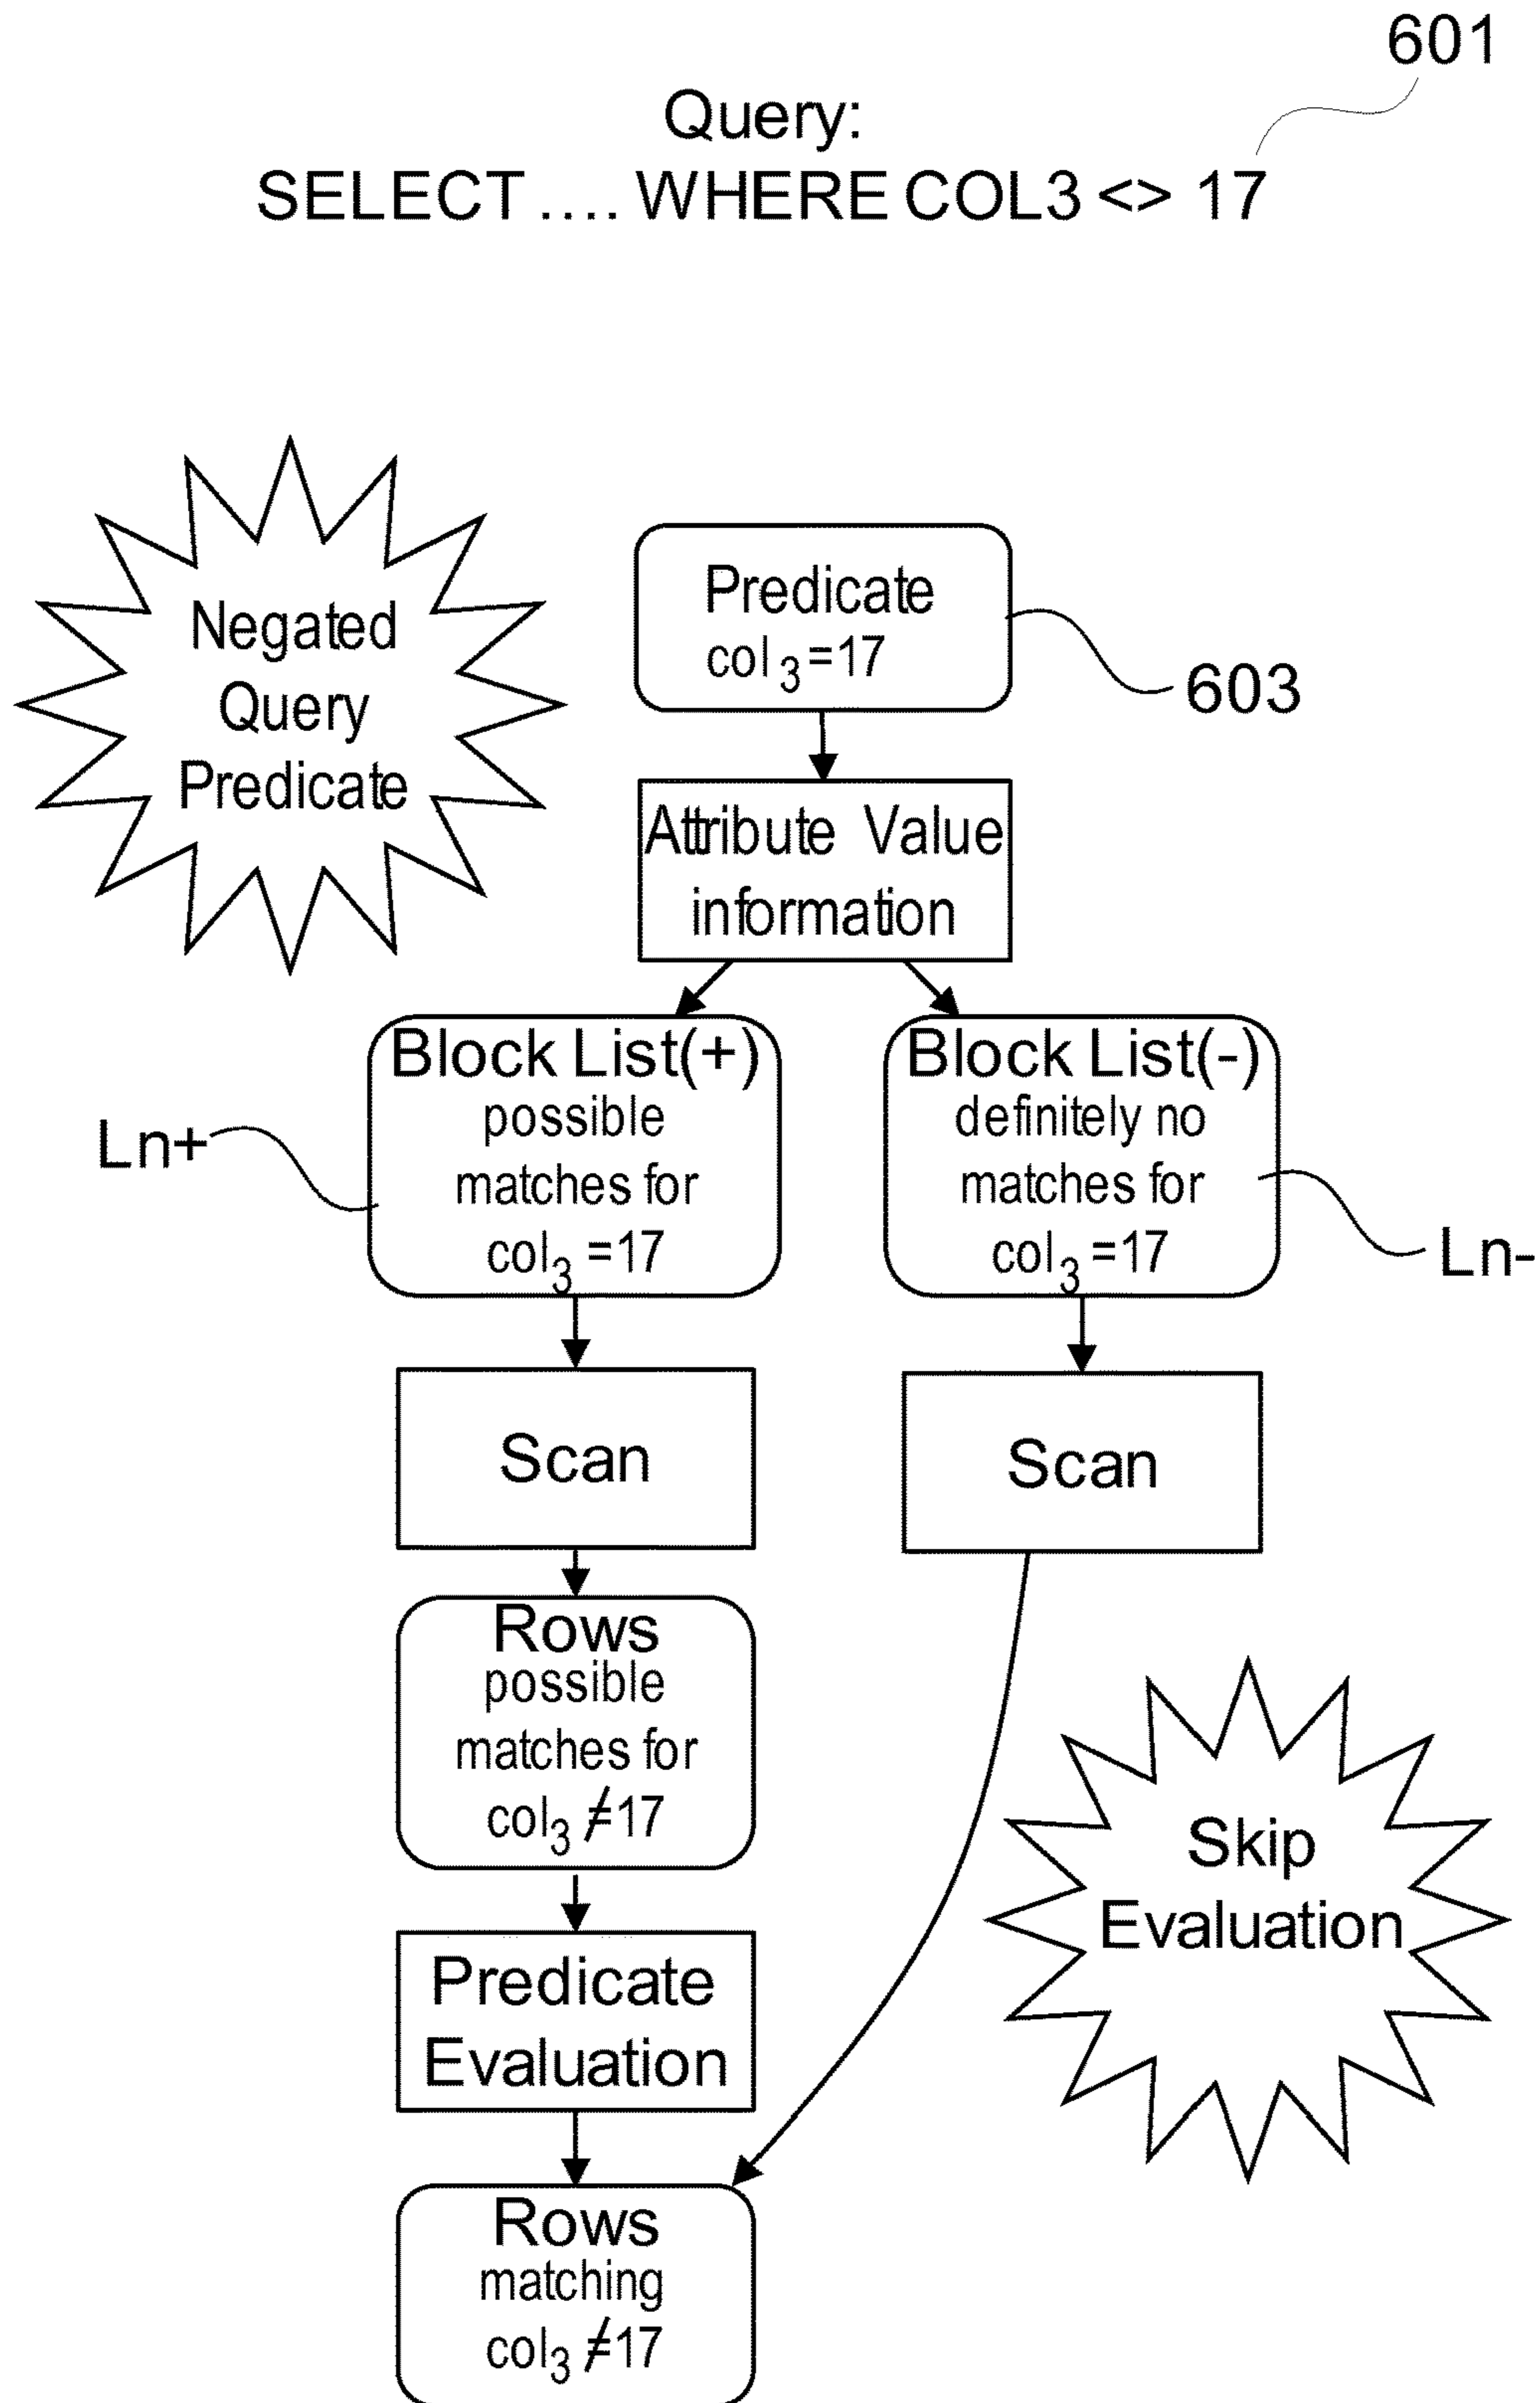 601
Query:
SELECT .... WHERE COL3 <> 17
Negated
Query
Predicate
Predicate
col 3 =17
603
Attribute Value
information
Block List(+)
possible
matches for
col3 =17
Ln+
Block List(-)
definitely no
matches for
col3 =17
Ln-
Scan
Scan
Rows
possible
matches for
col3 ≠17
Skip
Evaluation
Predicate
Evaluation
Rows
matching
col3 ≠17